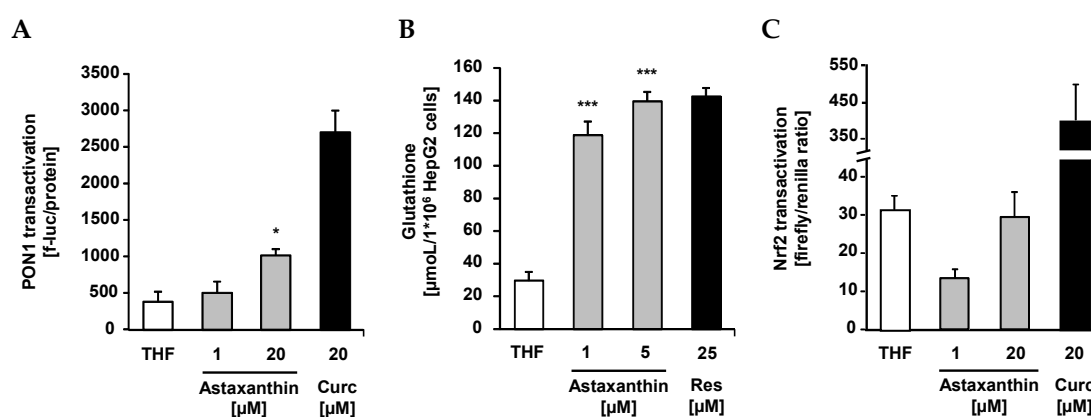 A
PON1 transactivation
[f-luc/protein]
3500
3000
2500
2000
1500
1000
500
0
*
THF 1 20 20
Astaxanthin Curc
[µM] [µM]
B
Glutathione
[µmoL/1*10⁶ HepG2 cells]
160
140
120
100
80
60
40
20
0
*** ***
THF 1 5 25
Astaxanthin Res
[µM] [µM]
C
Nrf2 transactivation
[firefly/renilla ratio]
550
450
350
40
30
20
10
0
THF 1 20 20
Astaxanthin Curc
[µM] [µM]